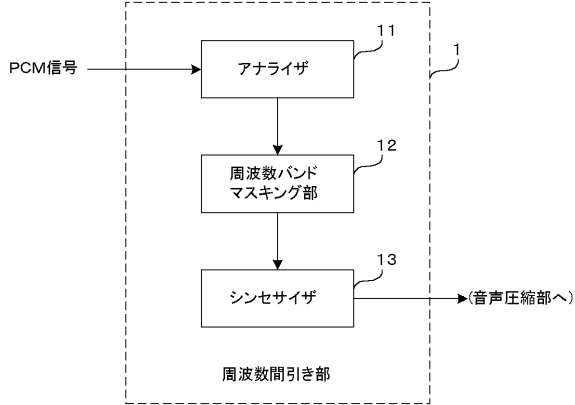 11
1
PCM信号
アナライザ
12
周波数バンド
マスキング部
13
シンセサイザ
(音声圧縮部へ)
周波数間引き部